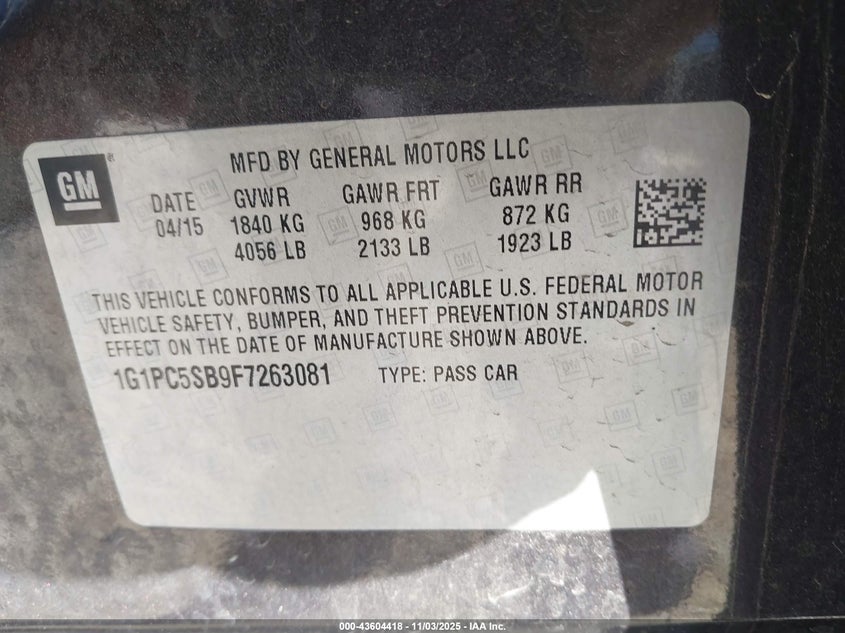 GM
MFD BY GENERAL MOTORS LLC
DATE GVWR GAWR FRT GAWR RR
04/15 1840 KG 968 KG 872 KG
4056 LB 2133 LB 1923 LB
THIS VEHICLE CONFORMS TO ALL APPLICABLE U.S. FEDERAL MOTOR
VEHICLE SAFETY, BUMPER, AND THEFT PREVENTION STANDARDS IN
EFFECT ON THE DATE OF MANUFACTURE SHOWN ABOVE.
1G1PC5SB9F7263081 TYPE: PASS CAR
000-43604418 - 11/03/2025 - IAA Inc.